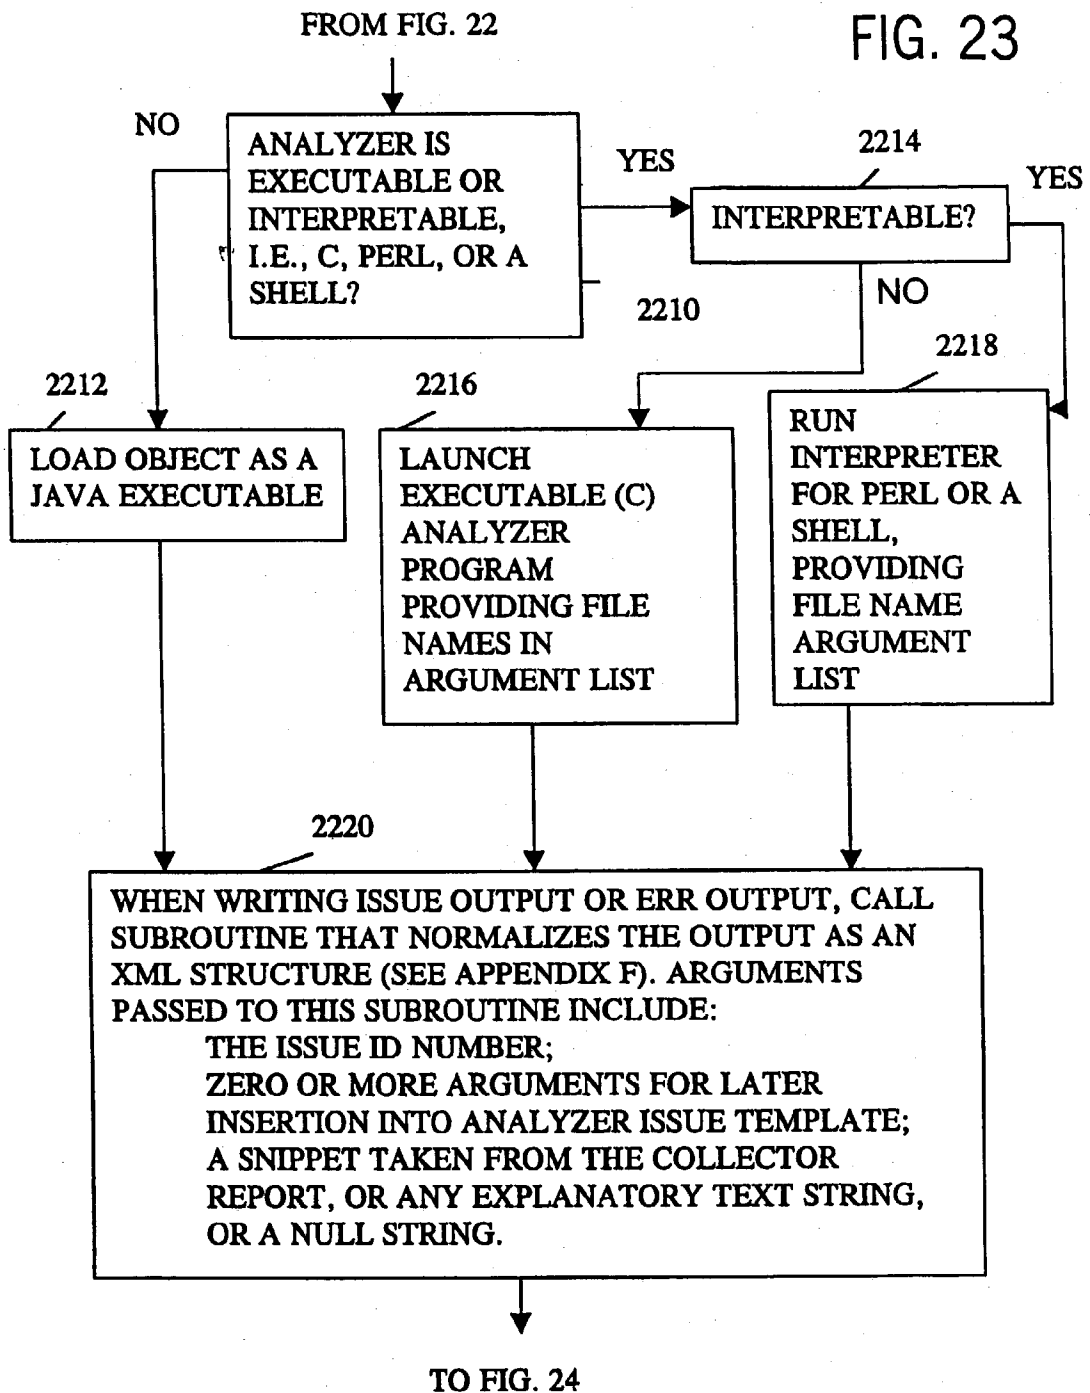 FROM FIG. 22
FIG. 23
NO
ANALYZER IS
EXECUTABLE OR
INTERPRETABLE,
I.E., C, PERL, OR A
SHELL?
YES
2214
YES
INTERPRETABLE?
NO
2210
2212
2216
2218
LOAD OBJECT AS A
JAVA EXECUTABLE
LAUNCH
EXECUTABLE (C)
ANALYZER
PROGRAM
PROVIDING FILE
NAMES IN
ARGUMENT LIST
RUN
INTERPRETER
FOR PERL OR A
SHELL,
PROVIDING
FILE NAME
ARGUMENT
LIST
2220
WHEN WRITING ISSUE OUTPUT OR ERR OUTPUT, CALL
SUBROUTINE THAT NORMALIZES THE OUTPUT AS AN
XML STRUCTURE (SEE APPENDIX F). ARGUMENTS
PASSED TO THIS SUBROUTINE INCLUDE:
THE ISSUE ID NUMBER;
ZERO OR MORE ARGUMENTS FOR LATER
INSERTION INTO ANALYZER ISSUE TEMPLATE;
A SNIPPET TAKEN FROM THE COLLECTOR
REPORT, OR ANY EXPLANATORY TEXT STRING,
OR A NULL STRING.
TO FIG. 24